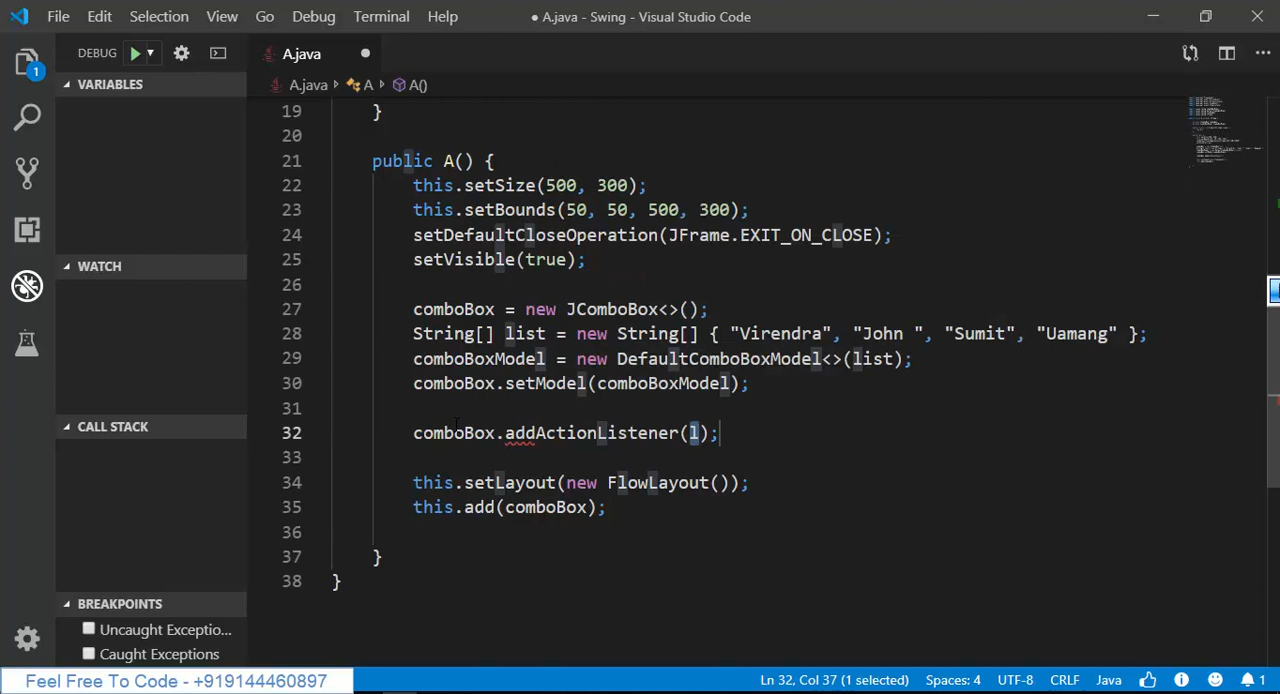 File Edit Selection View Go Debug Terminal Help ● A.java - Swing - Visual Studio Code
DEBUG A.java
A.java A A()
VARIABLES
WATCH
CALL STACK
BREAKPOINTS
Uncaught Exceptio...
Caught Exceptions
1
19 }
20
21 public A() {
22 this.setSize(500, 300);
23 this.setBounds(50, 50, 500, 300);
24 setDefaultCloseOperation(JFrame.EXIT_ON_CLOSE);
25 setVisible(true);
26
27 comboBox = new JComboBox<>();
28 String[] list = new String[] { "Virendra", "John ", "Sumit", "Uamang" };
29 comboBoxModel = new DefaultComboBoxModel<>(list);
30 comboBox.setModel(comboBoxModel);
31
32 comboBox.addActionListener(l);
33
34 this.setLayout(new FlowLayout());
35 this.add(comboBox);
36
37 }
38 }
Feel Free To Code - +919144460897
Ln 32, Col 37 (1 selected) Spaces: 4 UTF-8 CRLF Java 1